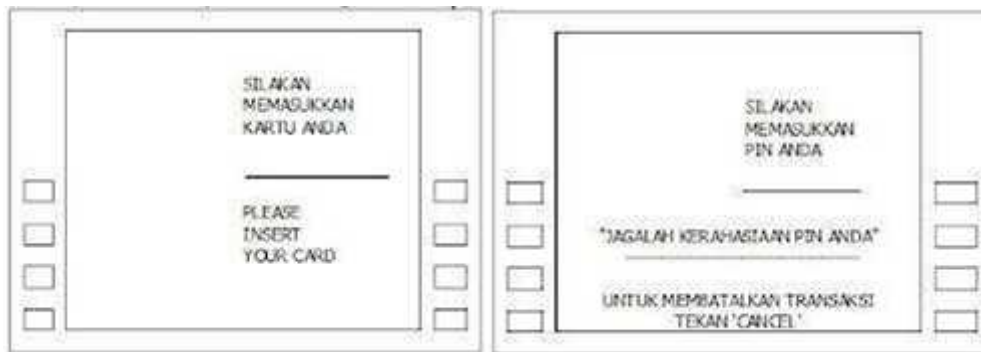 SILAKAN
MEMASUKKAN
KARTU ANDA
PLEASE
INSERT
YOUR CARD
SILAKAN
MEMASUKKAN
PIN ANDA
"JAGALAH KERAHASIAAN PIN ANDA"
UNTUK MEMBATALKAN TRANSAKSI
TEKAN 'CANCEL'